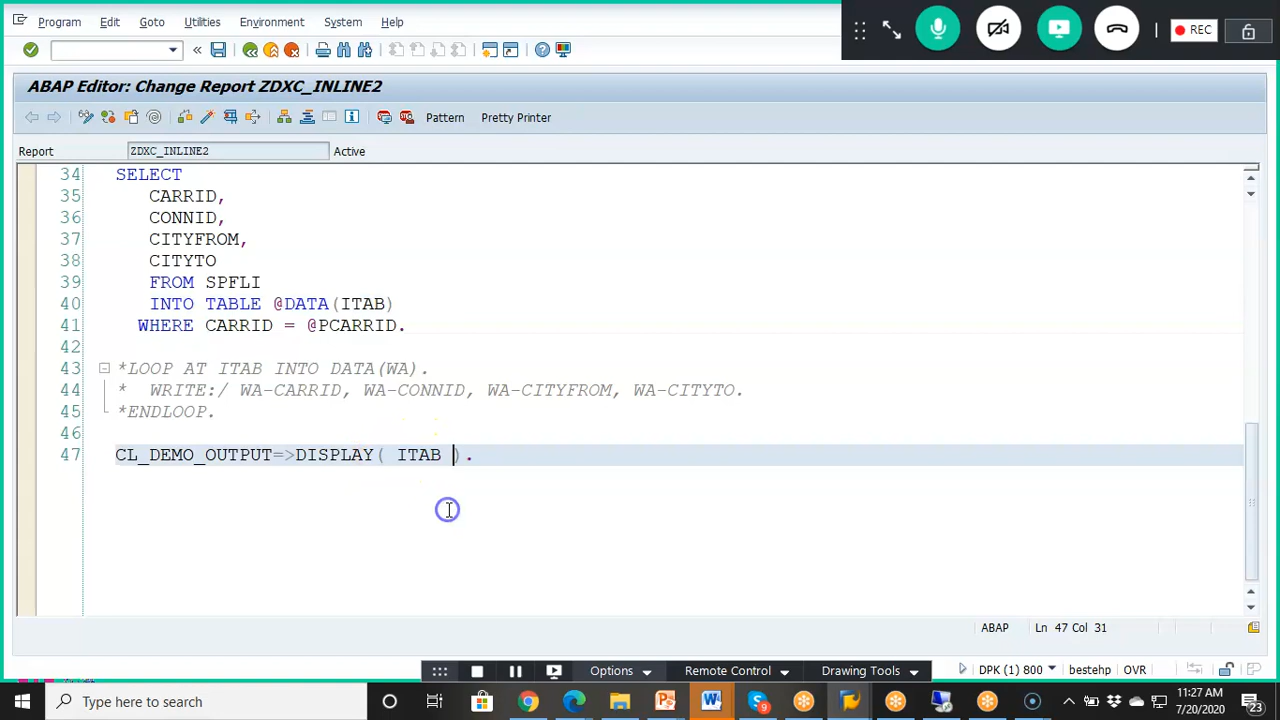 Program Edit Goto Utilities Environment System Help
REC
ABAP Editor: Change Report ZDXC_INLINE2
Pattern Pretty Printer
Report ZDXC_INLINE2 Active
34 SELECT
35 CARRID,
36 CONNID,
37 CITYFROM,
38 CITYTO
39 FROM SPFLI
40 INTO TABLE @DATA(ITAB)
41 WHERE CARRID = @PCARRID.
42
43 *LOOP AT ITAB INTO DATA(WA).
44 * WRITE:/ WA-CARRID, WA-CONNID, WA-CITYFROM, WA-CITYTO.
45 *ENDLOOP.
46
47 CL_DEMO_OUTPUT=>DISPLAY( ITAB ).
ABAP Ln 47 Col 31
Options Remote Control Drawing Tools DPK (1) 800 bestehp OVR
Type here to search
11:27 AM
7/20/2020
23
9